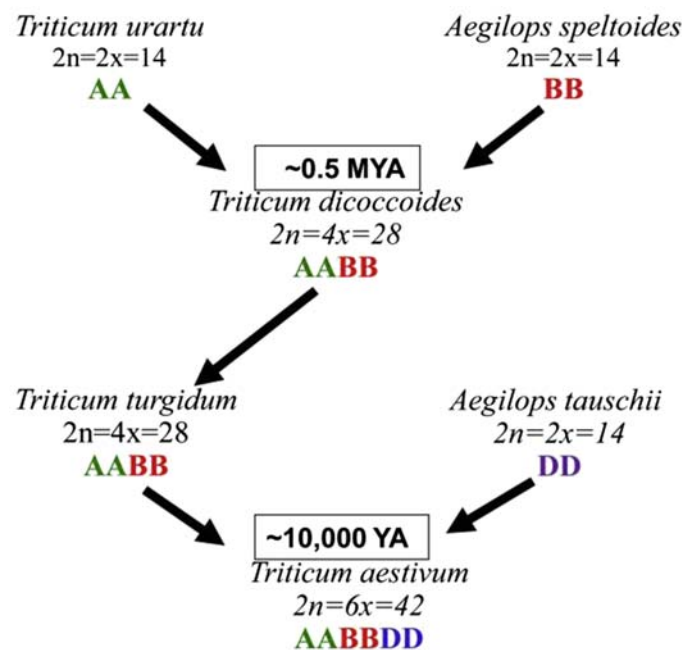 Triticum urartu
2n=2x=14
AA
Aegilops speltoides
2n=2x=14
BB
~0.5 MYA
Triticum dicoccoides
2n=4x=28
AABB
Triticum turgidum
2n=4x=28
AABB
Aegilops tauschii
2n=2x=14
DD
~10,000 YA
Triticum aestivum
2n=6x=42
AABBDD